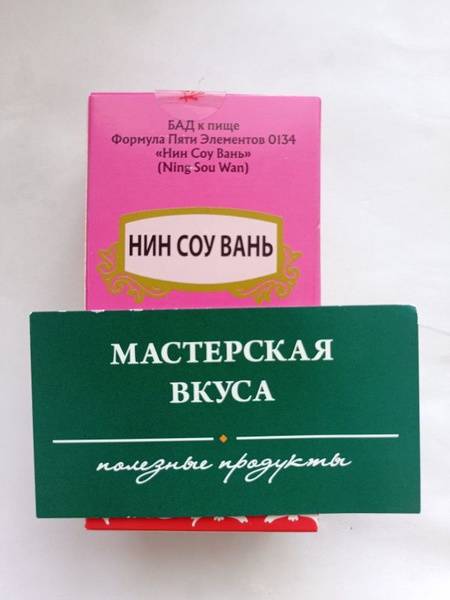 БАД к пище
Формула Пяти Элементов 0134
«Нин Соу Вань»
(Ning Sou Wan)
НИН СОУ ВАНЬ
МАСТЕРСКАЯ
ВКУСА
полезные продукты